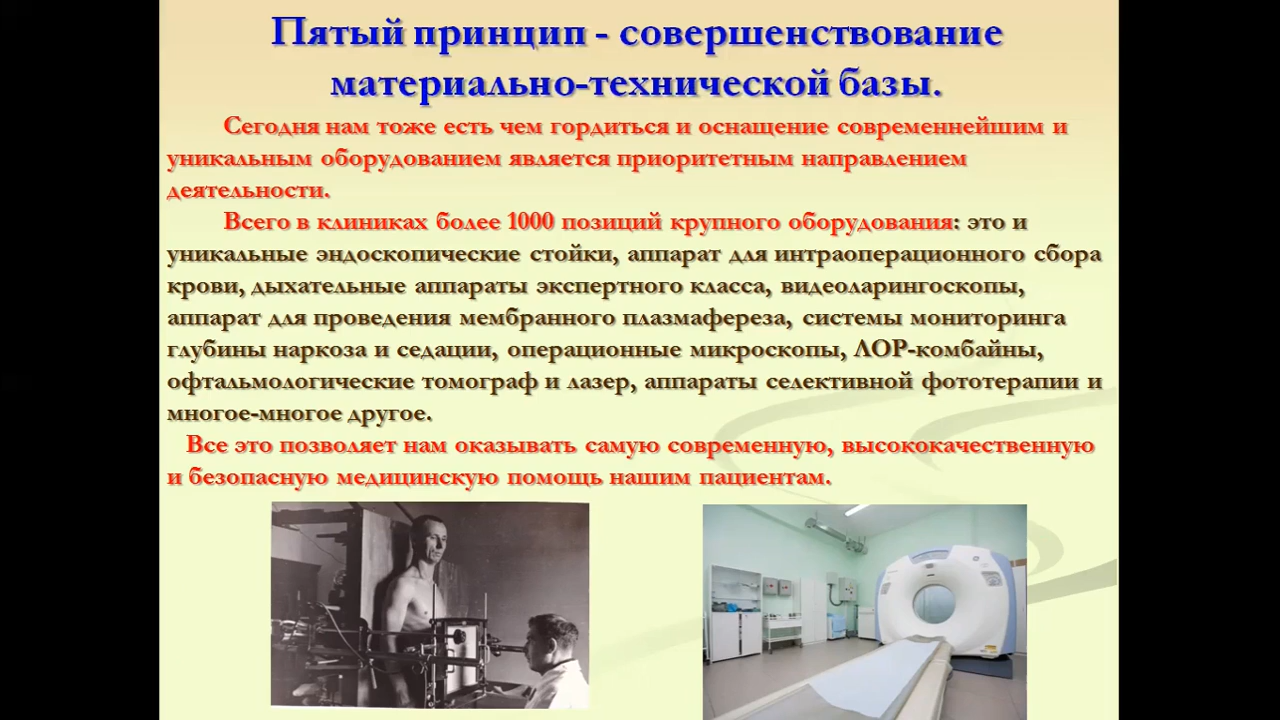 Пятый принцип - совершенствование
материально-технической базы.
Сегодня нам тоже есть чем гордиться и оснащение современнейшим и
уникальным оборудованием является приоритетным направлением
деятельности.
Всего в клиниках более 1000 позиций крупного оборудования: это и
уникальные эндоскопические стойки, аппарат для интраоперационного сбора
крови, дыхательные аппараты экспертного класса, видеоларингоскопы,
аппарат для проведения мембранного плазмафереза, системы мониторинга
глубины наркоза и седации, операционные микроскопы, ЛОР-комбайны,
офтальмологические томограф и лазер, аппараты селективной фототерапии и
многое-многое другое.
Все это позволяет нам оказывать самую современную, высококачественную
и безопасную медицинскую помощь нашим пациентам.